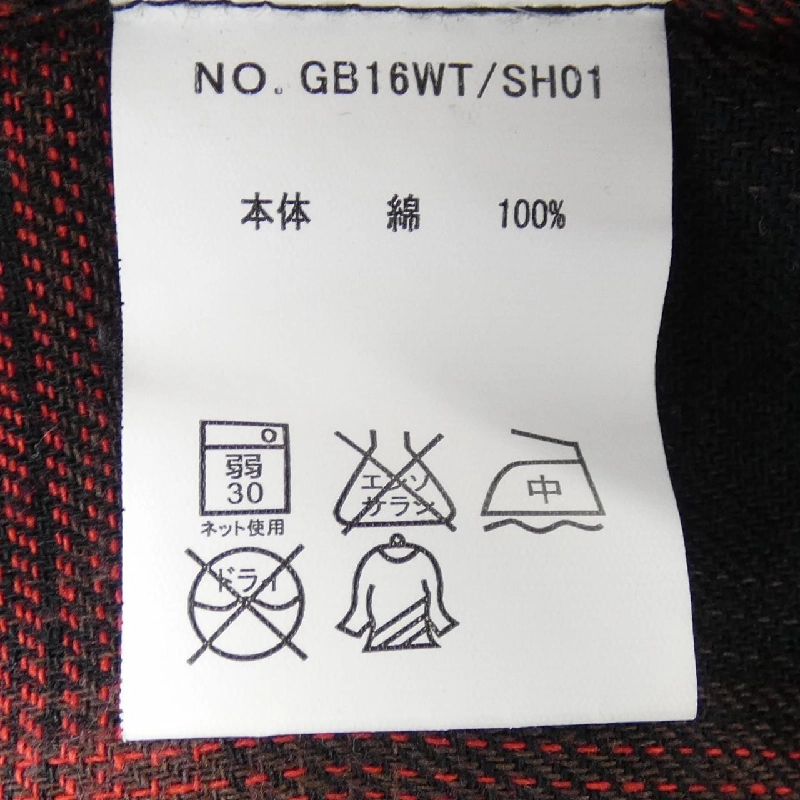 NO. GB16WT/SH01
本体 綿 100%
弱
30
ネット使用
エンソ
サラシ
中
ドライ